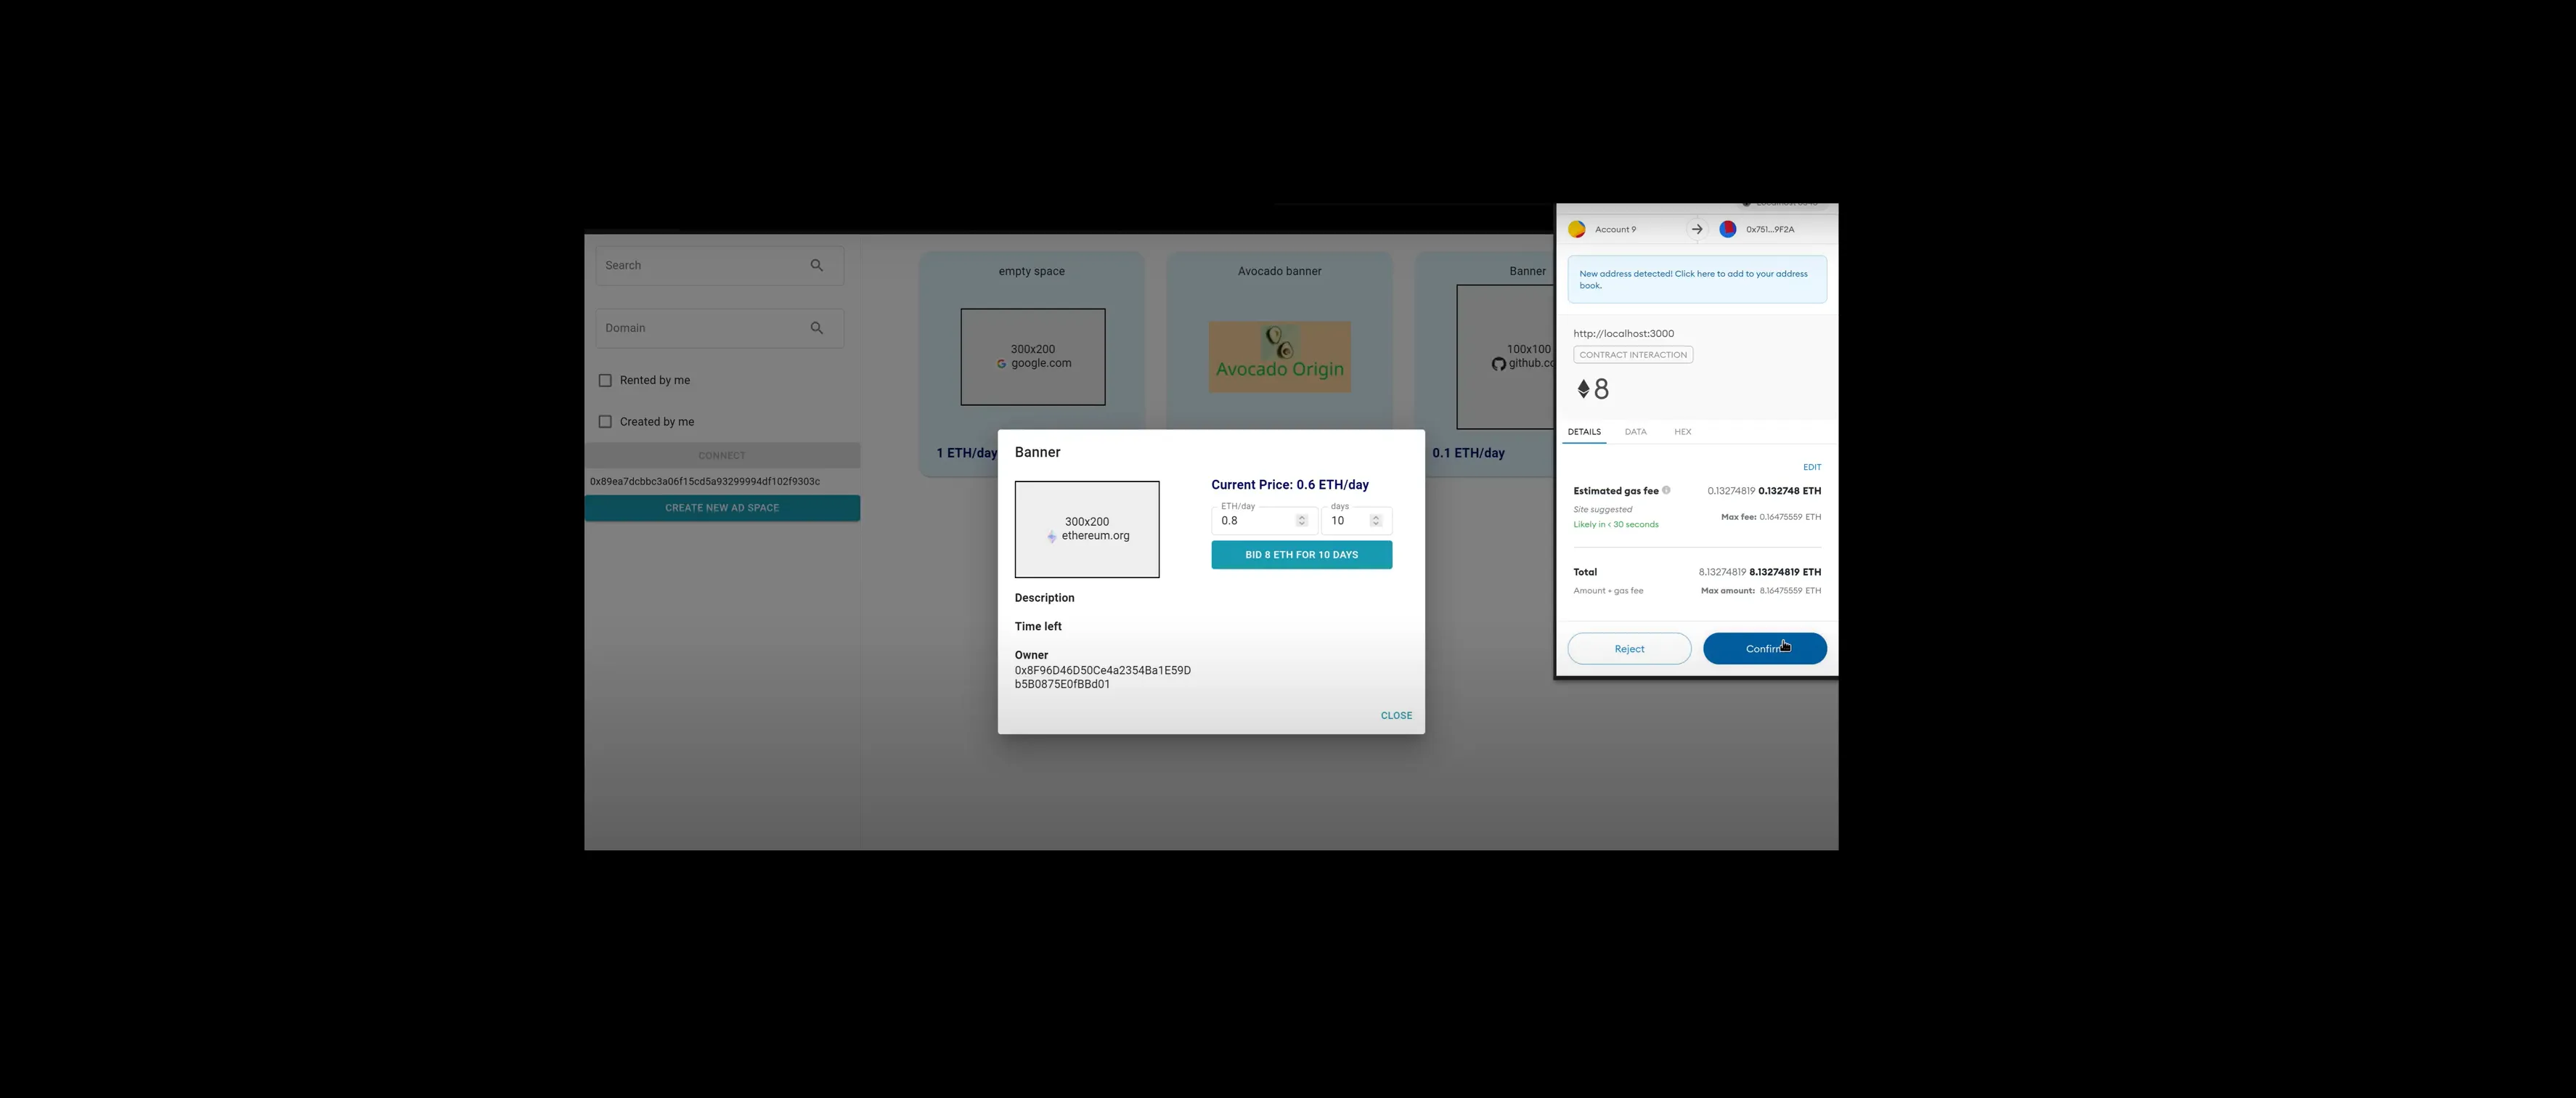 Search
Domain
Rented by me
Created by me
CONNECT
0x89ea7dcbbc3a06f15cd5a93299994df102f9303c
CREATE NEW AD SPACE
empty space
300x200
google.com
1 ETH/day
Avocado banner
Avocado Origin
Banner
100x100
github.co
0.1 ETH/day
Banner
300x200
ethereum.org
Current Price: 0.6 ETH/day
ETH/day
0.8
days
10
BID 8 ETH FOR 10 DAYS
Description
Time left
Owner
0x8F96D46D50Ce4a2354Ba1E59D
b5B0875E0fBBd01
CLOSE
Account 9
0x751...9F2A
New address detected! Click here to add to your address
book.
http://localhost:3000
CONTRACT INTERACTION
8
DETAILS DATA HEX
EDIT
Estimated gas fee 0.13274819 0.132748 ETH
Site suggested
Max fee: 0.16475559 ETH
Likely in < 30 seconds
Total 8.13274819 8.13274819 ETH
Amount + gas fee Max amount: 8.16475559 ETH
Reject
Confirm